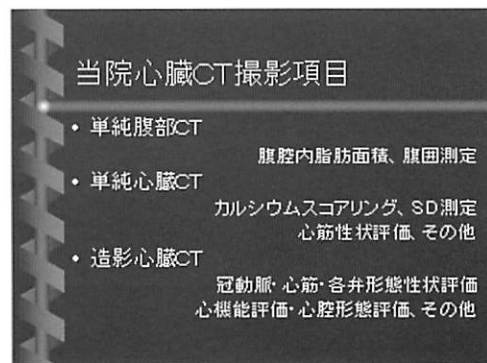 当院心臓CT撮影項目
• 単純腹部CT
腹腔内脂肪面積、腹囲測定
• 単純心臓CT
カルシウムスコアリング、SD測定
心筋性状評価、その他
• 造影心臓CT
冠動脈・心筋・各弁形態性状評価
心機能評価・心腔形態評価、その他